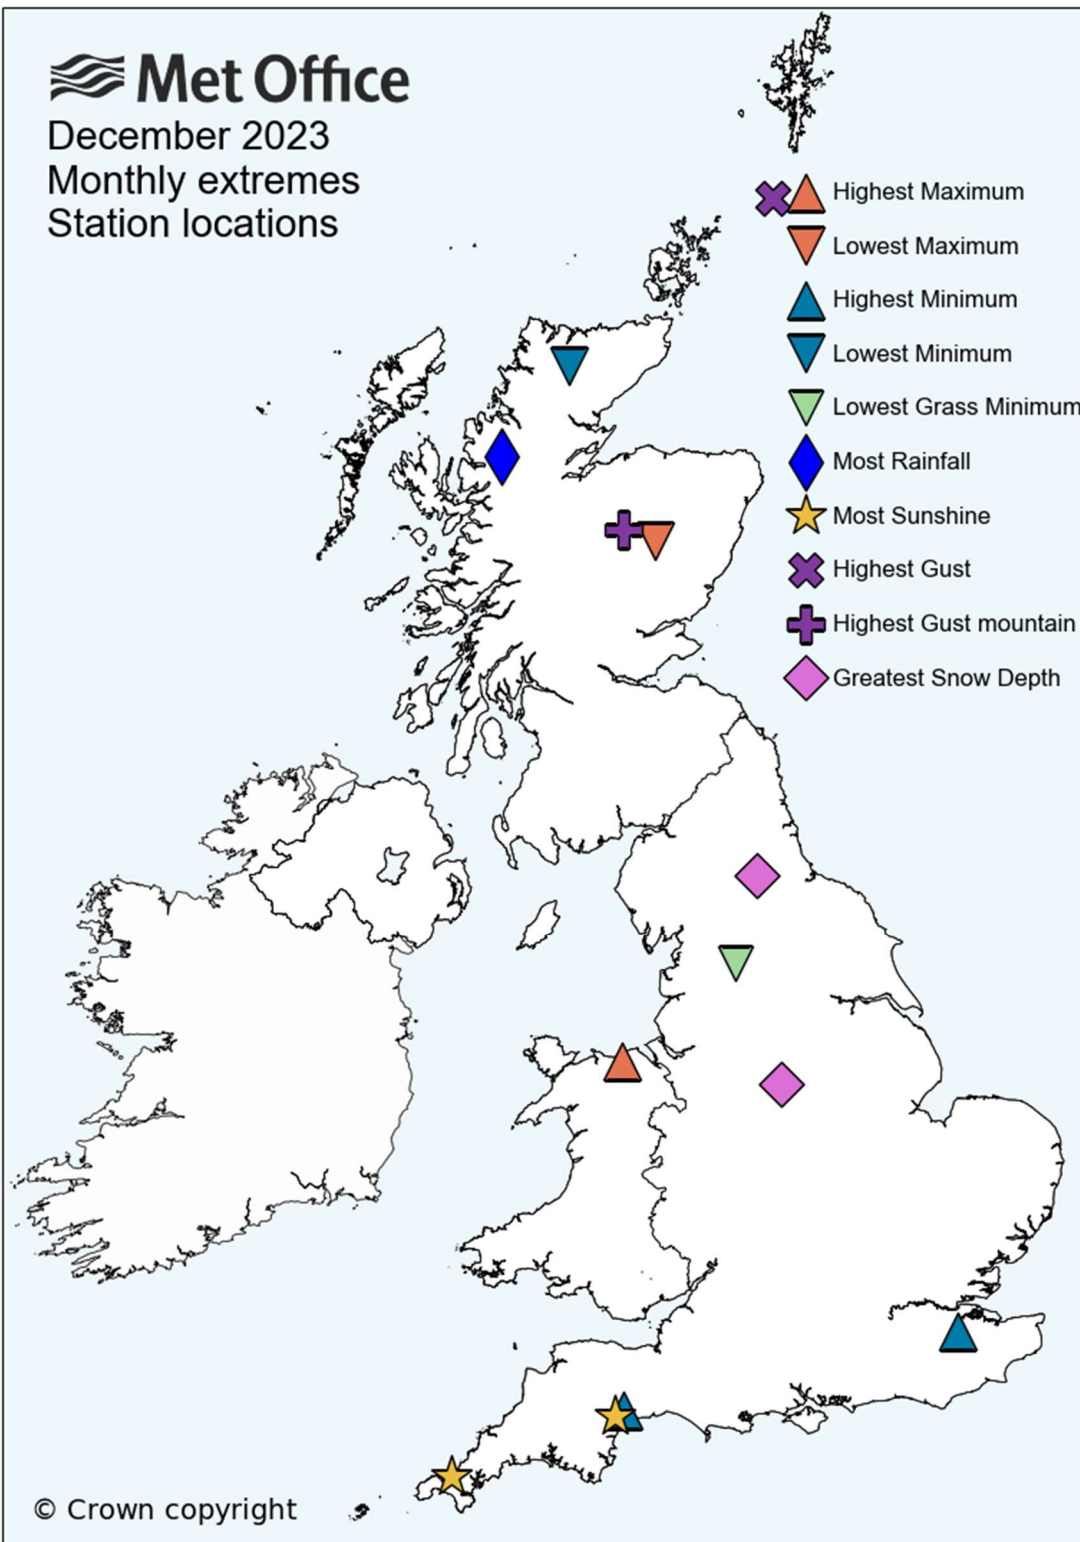 Met Office
December 2023
Monthly extremes
Station locations
Highest Maximum
Lowest Maximum
Highest Minimum
Lowest Minimum
Lowest Grass Minimum
Most Rainfall
Most Sunshine
Highest Gust
Highest Gust mountain
Greatest Snow Depth
© Crown copyright